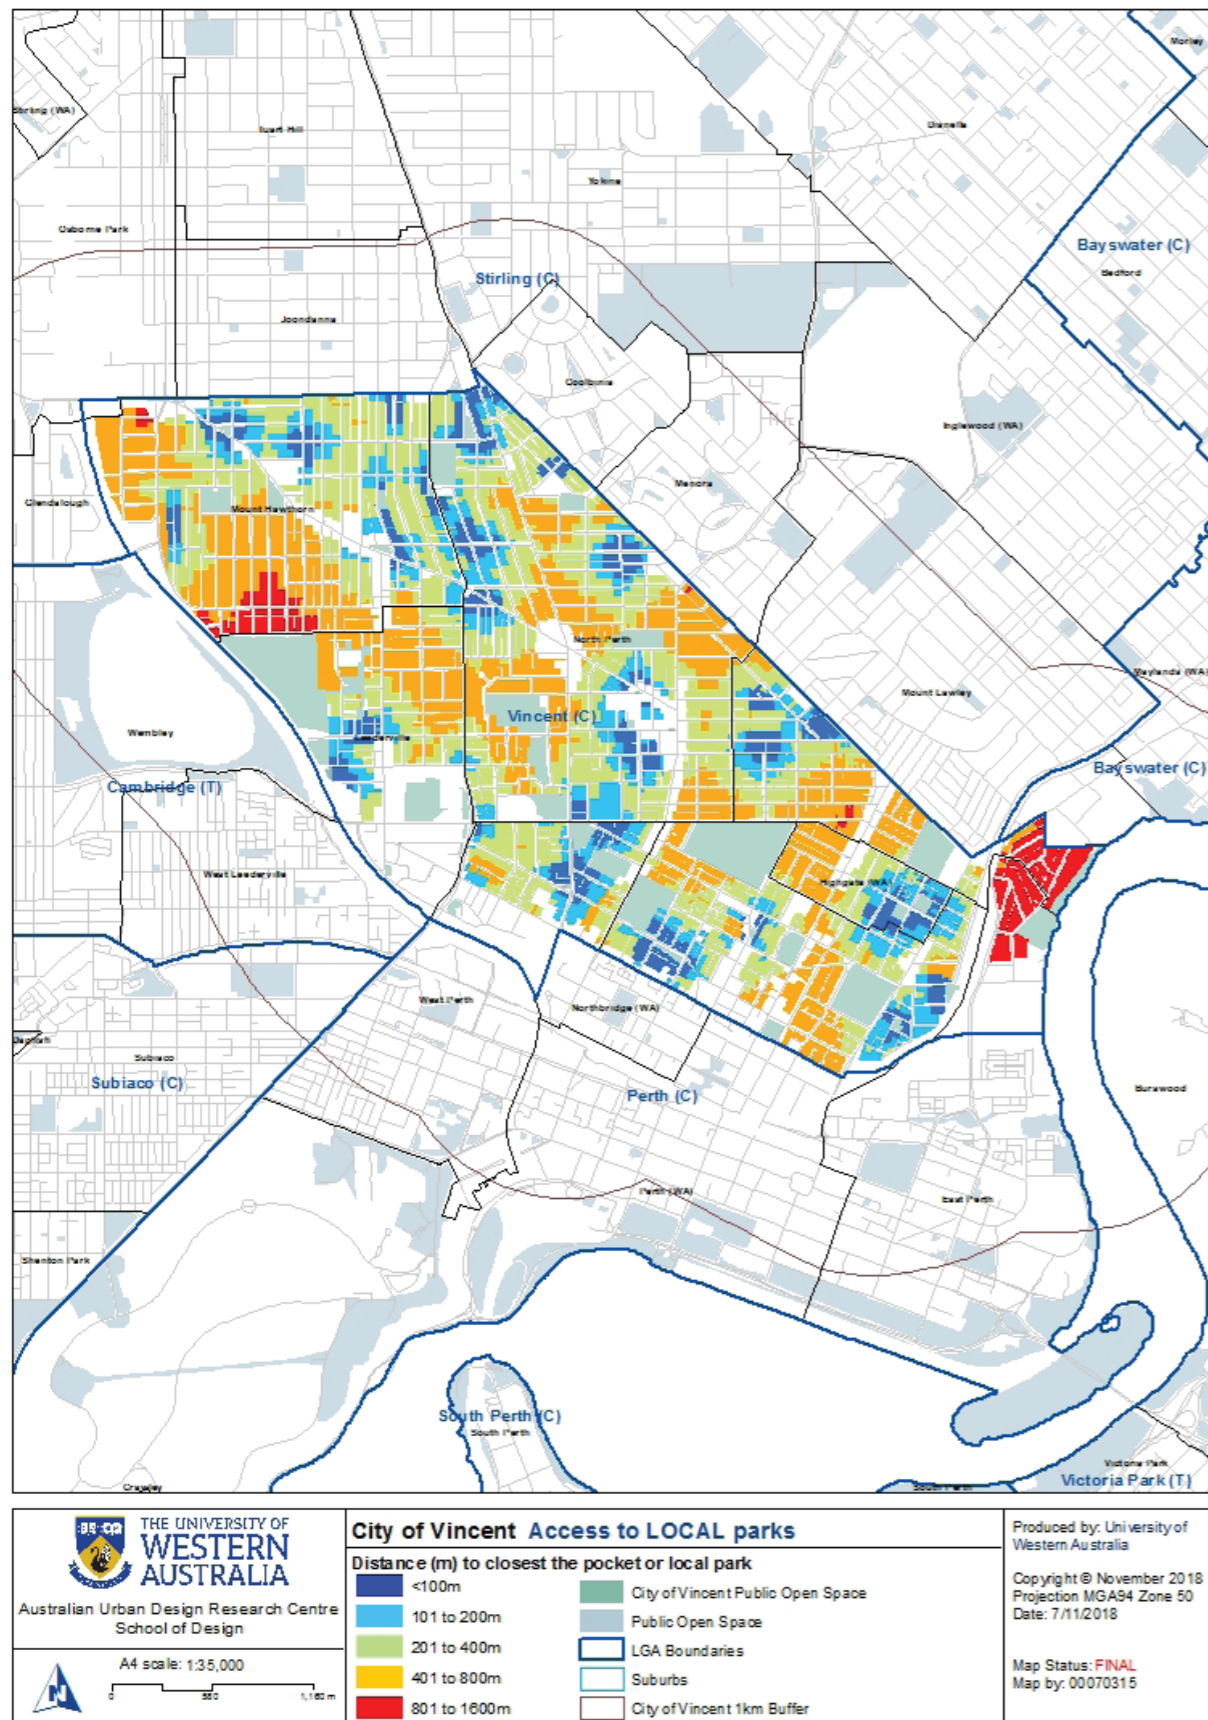 Morley
Stirling (WA)
Tuart Hill
Dianella
Yokine
Osborne Park
Bayswater (C)
Bedford
Stirling (C)
Joondanna
Coolbinia
Inglewood (WA)
Menora
Glendalough
Mount Hawthorn
North Perth
Maylands (WA)
Mount Lawley
Vincent (C)
Wembley
Leederville
Bayswater (C)
Cambridge (T)
West Leederville
Highgate (WA)
West Perth
Northbridge (WA)
Daglish
Subiaco
Subiaco (C)
Perth (C)
Burswood
Perth (WA)
East Perth
Shenton Park
South Perth (C)
South Perth
Victoria Park
Victoria Park (T)
Crawley
South Perth
THE UNIVERSITY OF
WESTERN
AUSTRALIA
Australian Urban Design Research Centre
School of Design
A4 scale: 1:35,000
N
0 580 1,160 m
City of Vincent Access to LOCAL parks
Distance (m) to closest the pocket or local park
<100m
101 to 200m
201 to 400m
401 to 800m
801 to 1600m
City of Vincent Public Open Space
Public Open Space
LGA Boundaries
Suburbs
City of Vincent 1km Buffer
Produced by: University of
Western Australia
Copyright © November 2018
Projection MGA94 Zone 50
Date: 7/11/2018
Map Status: FINAL
Map by: 00070315